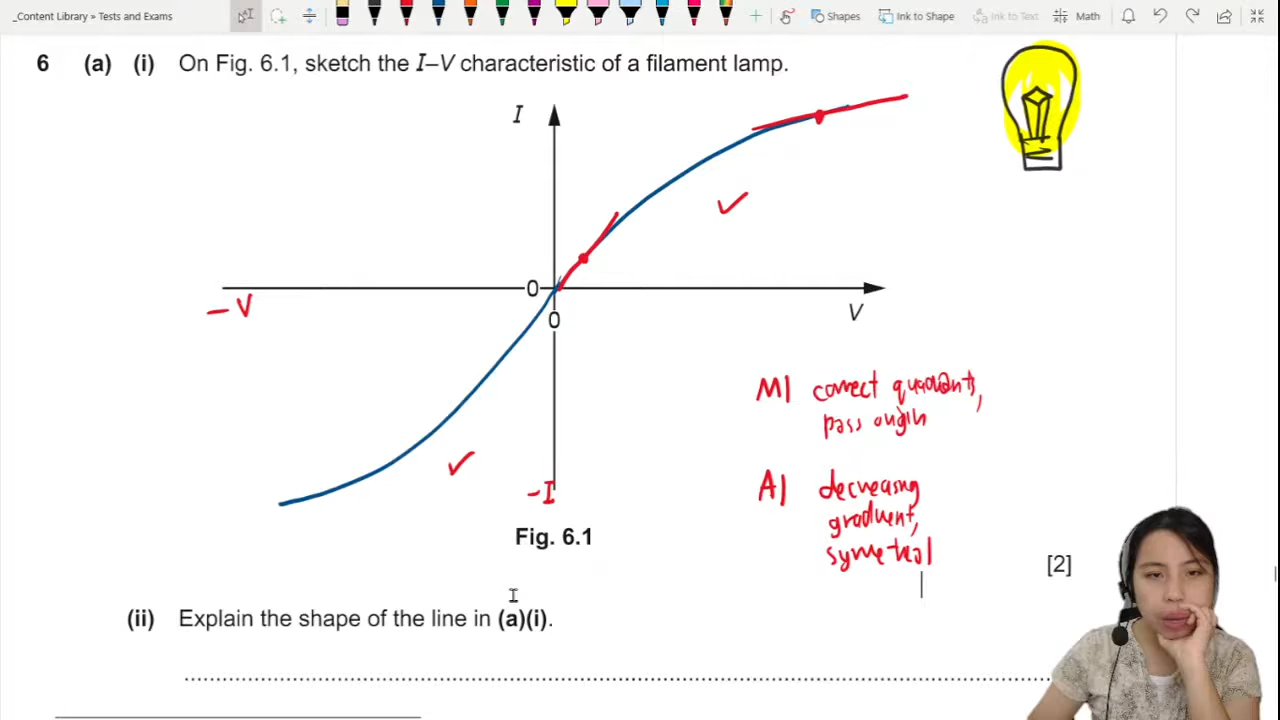 _Content Library » Tests and Exams
Shapes
Ink to Shape
Ink to Text
Math
6 (a) (i) On Fig. 6.1, sketch the I–V characteristic of a filament lamp.
I
0
0
V
– V
– I
M1 correct quadrants,
pass origin
A1 decreasing
gradient,
Fig. 6.1
[2]
(ii) Explain the shape of the line in (a)(i).